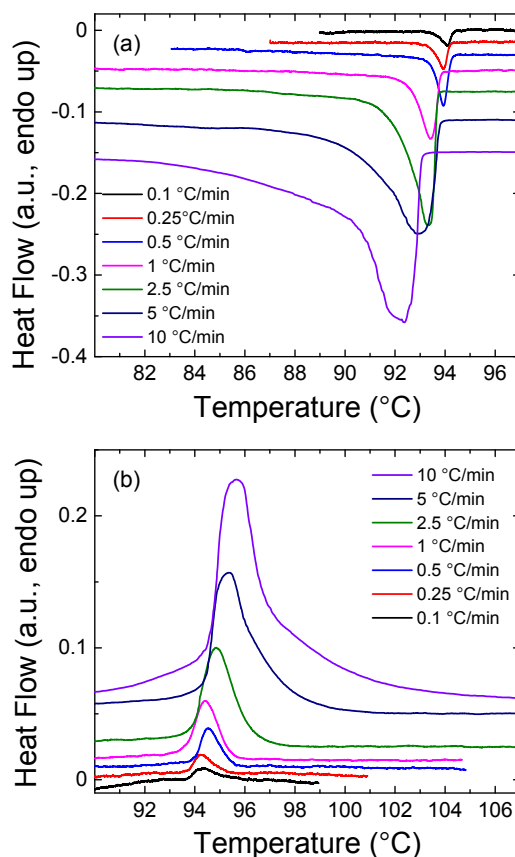 (a)
0
-0.1
-0.2
-0.3
-0.4
Heat Flow (a.u., endo up)
0.1 °C/min
0.25°C/min
0.5 °C/min
1 °C/min
2.5 °C/min
5 °C/min
10 °C/min
82 84 86 88 90 92 94 96
Temperature (°C)
(b)
0.2
0.1
0
Heat Flow (a.u., endo up)
10 °C/min
5 °C/min
2.5 °C/min
1 °C/min
0.5 °C/min
0.25 °C/min
0.1 °C/min
92 94 96 98 100 102 104 106
Temperature (°C)